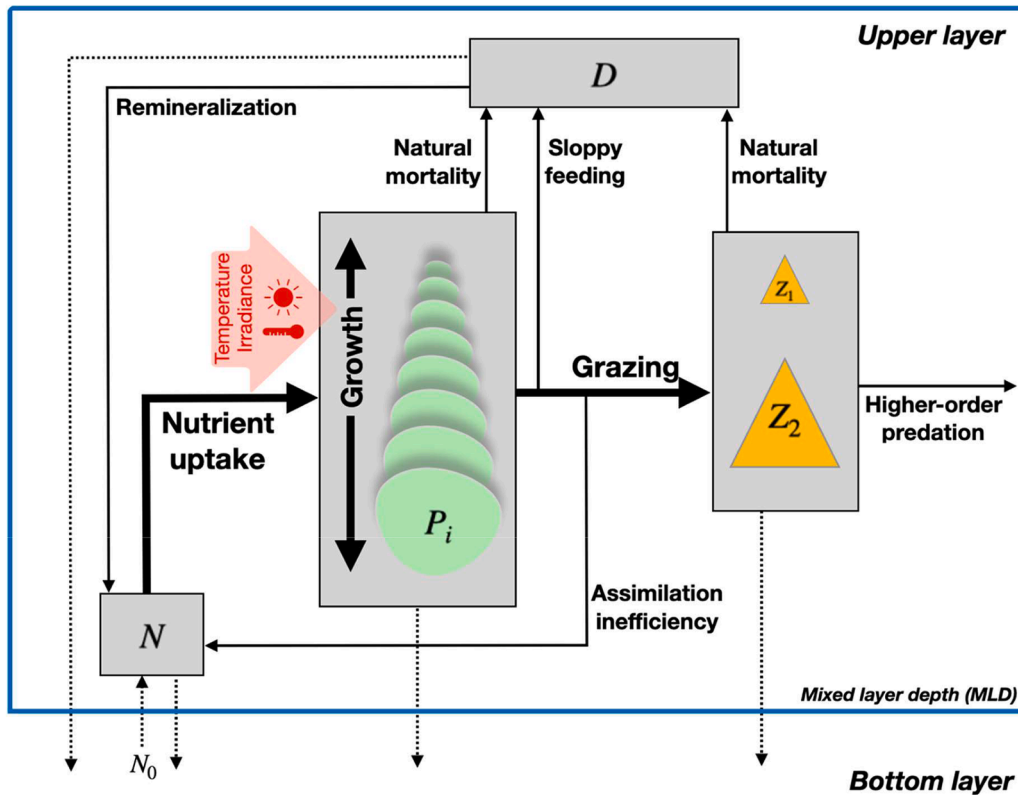 Upper layer
D
Remineralization
Natural
mortality
Sloppy
feeding
Natural
mortality
Temperature
Irradiance
Growth
Z1
Grazing
Nutrient
uptake
Z2
Higher-order
predation
Pi
Assimilation
inefficiency
N
Mixed layer depth (MLD)
N0
Bottom layer